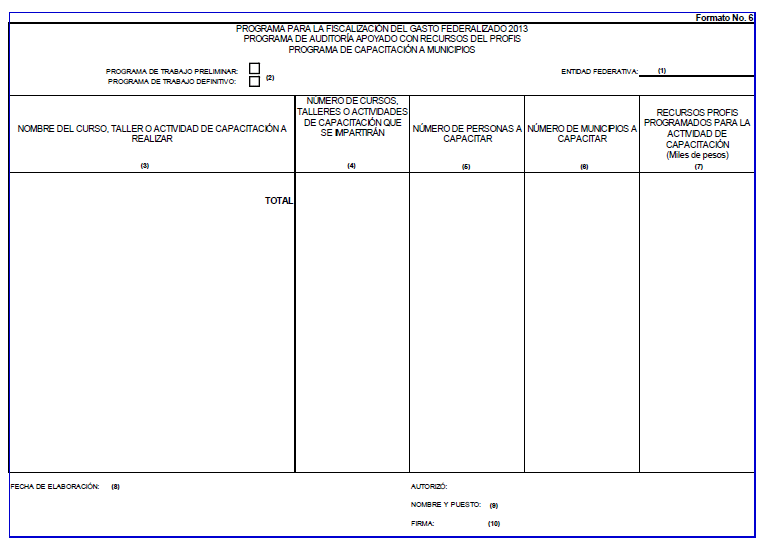 Formato No. 6
PROGRAMA PARA LA FISCALIZACIÓN DEL GASTO FEDERALIZADO 2013
PROGRAMA DE AUDITORÍA APOYADO CON RECURSOS DEL PROFIS
PROGRAMA DE CAPACITACIÓN A MUNICIPIOS
PROGRAMA DE TRABAJO PRELIMINAR:
PROGRAMA DE TRABAJO DEFINITIVO:
(2)
ENTIDAD FEDERATIVA: (1)
NOMBRE DEL CURSO, TALLER O ACTIVIDAD DE CAPACITACIÓN A
REALIZAR
(3)
NÚMERO DE CURSOS,
TALLERES O ACTIVIDADES
DE CAPACITACIÓN QUE
SE IMPARTIRÁN
(4)
NÚMERO DE PERSONAS A
CAPACITAR
(5)
NÚMERO DE MUNICIPIOS A
CAPACITAR
(6)
RECURSOS PROFIS
PROGRAMADOS PARA LA
ACTIVIDAD DE
CAPACITACIÓN
(Miles de pesos)
(7)
TOTAL
FECHA DE ELABORACIÓN: (8)
AUTORIZÓ:
NOMBRE Y PUESTO: (9)
FIRMA: (10)